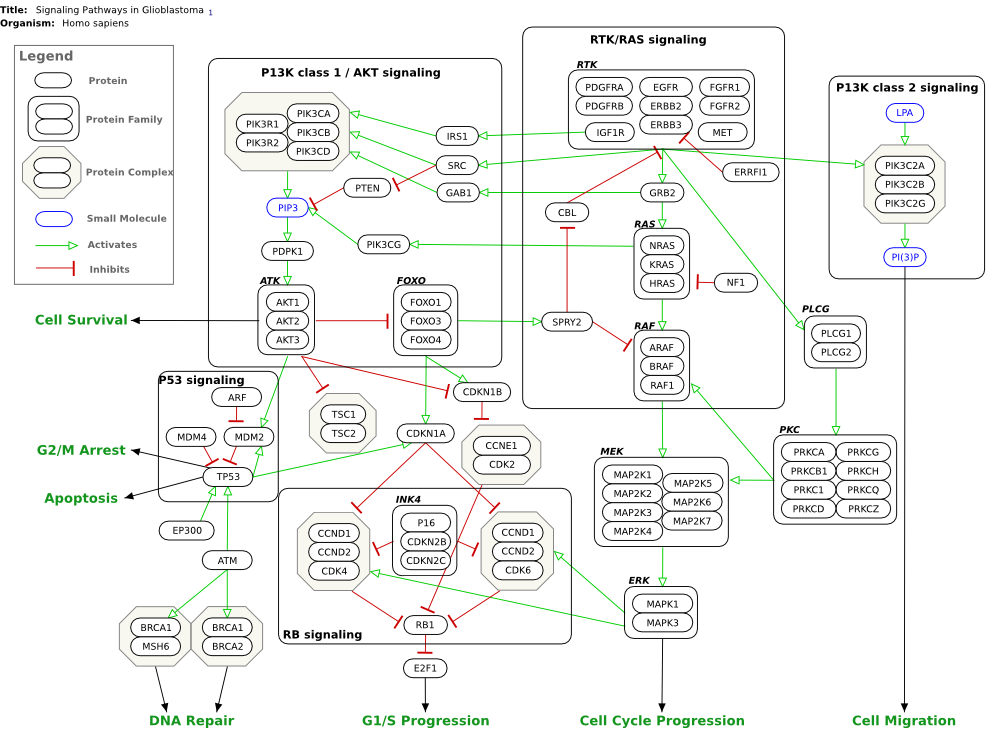 Title: Signaling Pathways in Glioblastoma 1
Organism: Homo sapiens
Legend
Protein
Protein Family
Protein Complex
Small Molecule
Activates
Inhibits
P13K class 1 / AKT signaling
PIK3R1
PIK3R2
PIK3CA
PIK3CB
PIK3CD
IRS1
SRC
GAB1
PTEN
PIP3
PDPK1
PIK3CG
ATK
AKT1
AKT2
AKT3
FOXO
FOXO1
FOXO3
FOXO4
RTK/RAS signaling
RTK
PDGFRA
EGFR
FGFR1
PDGFRB
ERBB2
FGFR2
IGF1R
ERBB3
MET
ERRFI1
GRB2
CBL
RAS
NRAS
KRAS
HRAS
NF1
SPRY2
RAF
ARAF
BRAF
RAF1
P13K class 2 signaling
LPA
PIK3C2A
PIK3C2B
PIK3C2G
PI(3)P
PLCG
PLCG1
PLCG2
PKC
PRKCA
PRKCG
PRKCB1
PRKCH
PRKC1
PRKCQ
PRKCD
PRKCZ
MEK
MAP2K1
MAP2K2
MAP2K3
MAP2K4
MAP2K5
MAP2K6
MAP2K7
ERK
MAPK1
MAPK3
Cell Survival
P53 signaling
ARF
MDM4
MDM2
TP53
G2/M Arrest
Apoptosis
EP300
ATM
BRCA1
MSH6
BRCA1
BRCA2
TSC1
TSC2
CDKN1B
CDKN1A
CCNE1
CDK2
INK4
P16
CDKN2B
CDKN2C
CCND1
CCND2
CDK4
CCND1
CCND2
CDK6
RB1
RB signaling
E2F1
DNA Repair
G1/S Progression
Cell Cycle Progression
Cell Migration